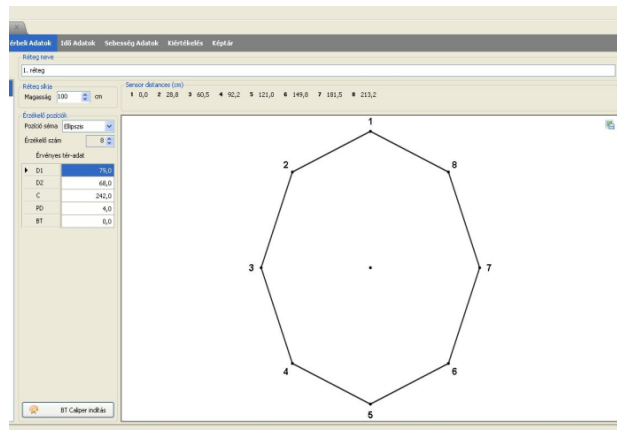 érbeli Adatok Idő Adatok Sebesség Adatok Kiértékelés Képtár
Réteg neve
1. réteg
Réteg síkja
Magasság 100 cm
Sensor distances (cm)
1 0,0 2 28,8 3 60,5 4 92,2 5 121,0 6 149,8 7 181,5 8 213,2
Érzékelő pozíciók
Pozíció séma Ellipszis
Érzékelő szám 8
Érvényes tér-adat
D1 79,0
D2 68,0
C 242,0
PD 4,0
BT 0,0
1
2
8
3
7
4
6
5
BT Caliper indítás